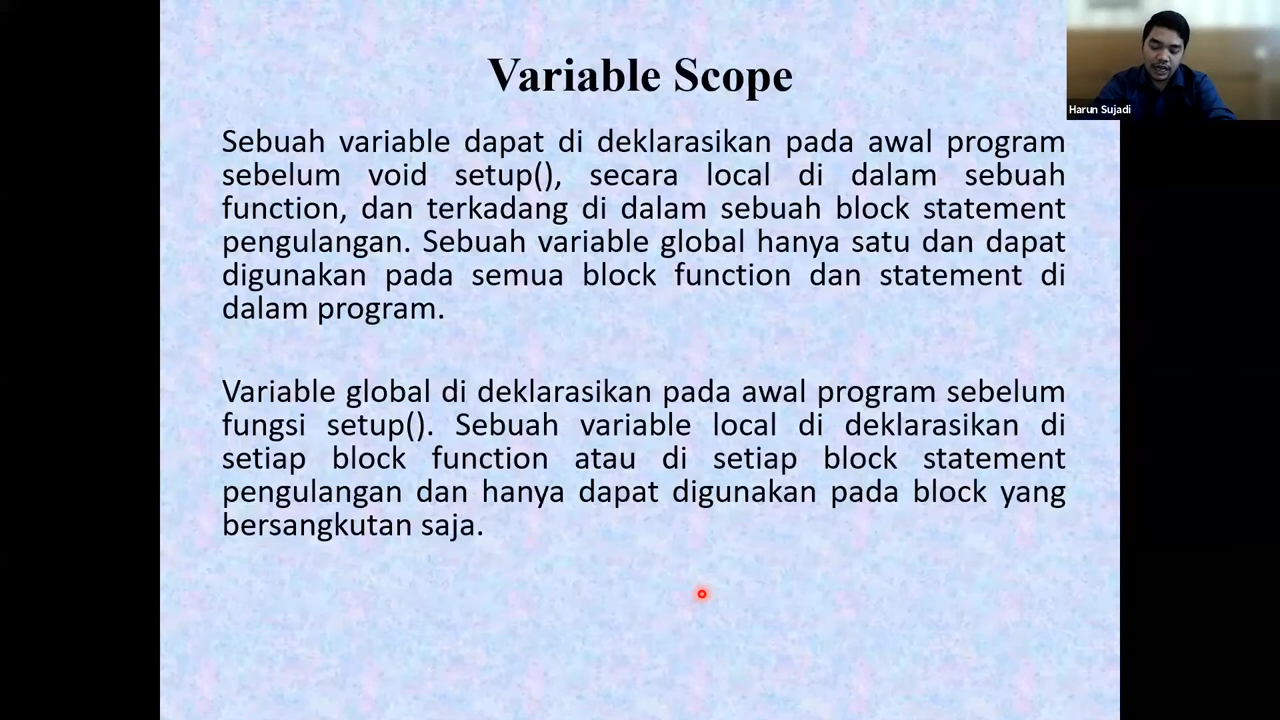 Variable Scope
Harun Sujadi
Sebuah variable dapat di deklarasikan pada awal program
sebelum void setup(), secara local di dalam sebuah
function, dan terkadang di dalam sebuah block statement
pengulangan. Sebuah variable global hanya satu dan dapat
digunakan pada semua block function dan statement di
dalam program.
Variable global di deklarasikan pada awal program sebelum
fungsi setup(). Sebuah variable local di deklarasikan di
setiap block function atau di setiap block statement
pengulangan dan hanya dapat digunakan pada block yang
bersangkutan saja.